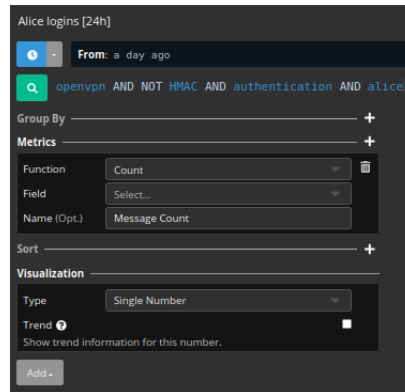 Alice logins [24h]
From: a day ago
openvpn AND NOT HMAC AND authentication AND alice
Group By
Metrics
Function Count
Field Select...
Name (Opt.) Message Count
Sort
Visualization
Type Single Number
Trend
Show trend information for this number.
Add